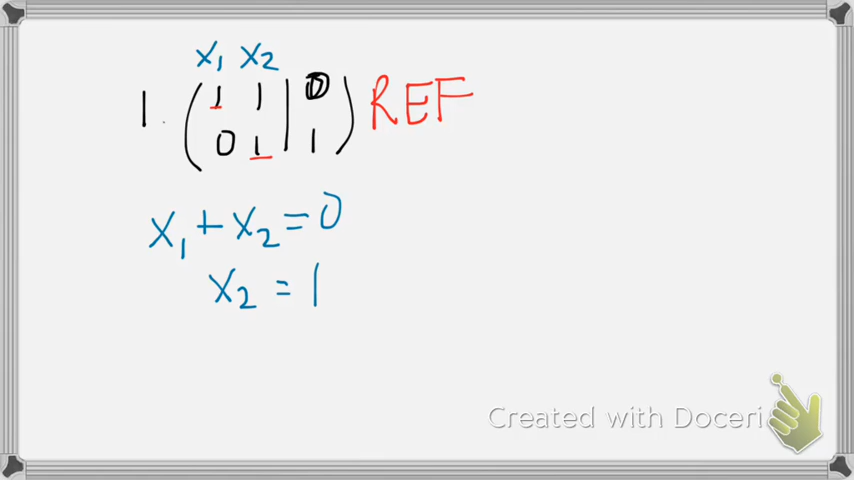 x₁ x₂
1. ( 1 1 | 0 ) REF
( 0 1 | 1 )
x₁ + x₂ = 0
x₂ = 1
Created with Doceri